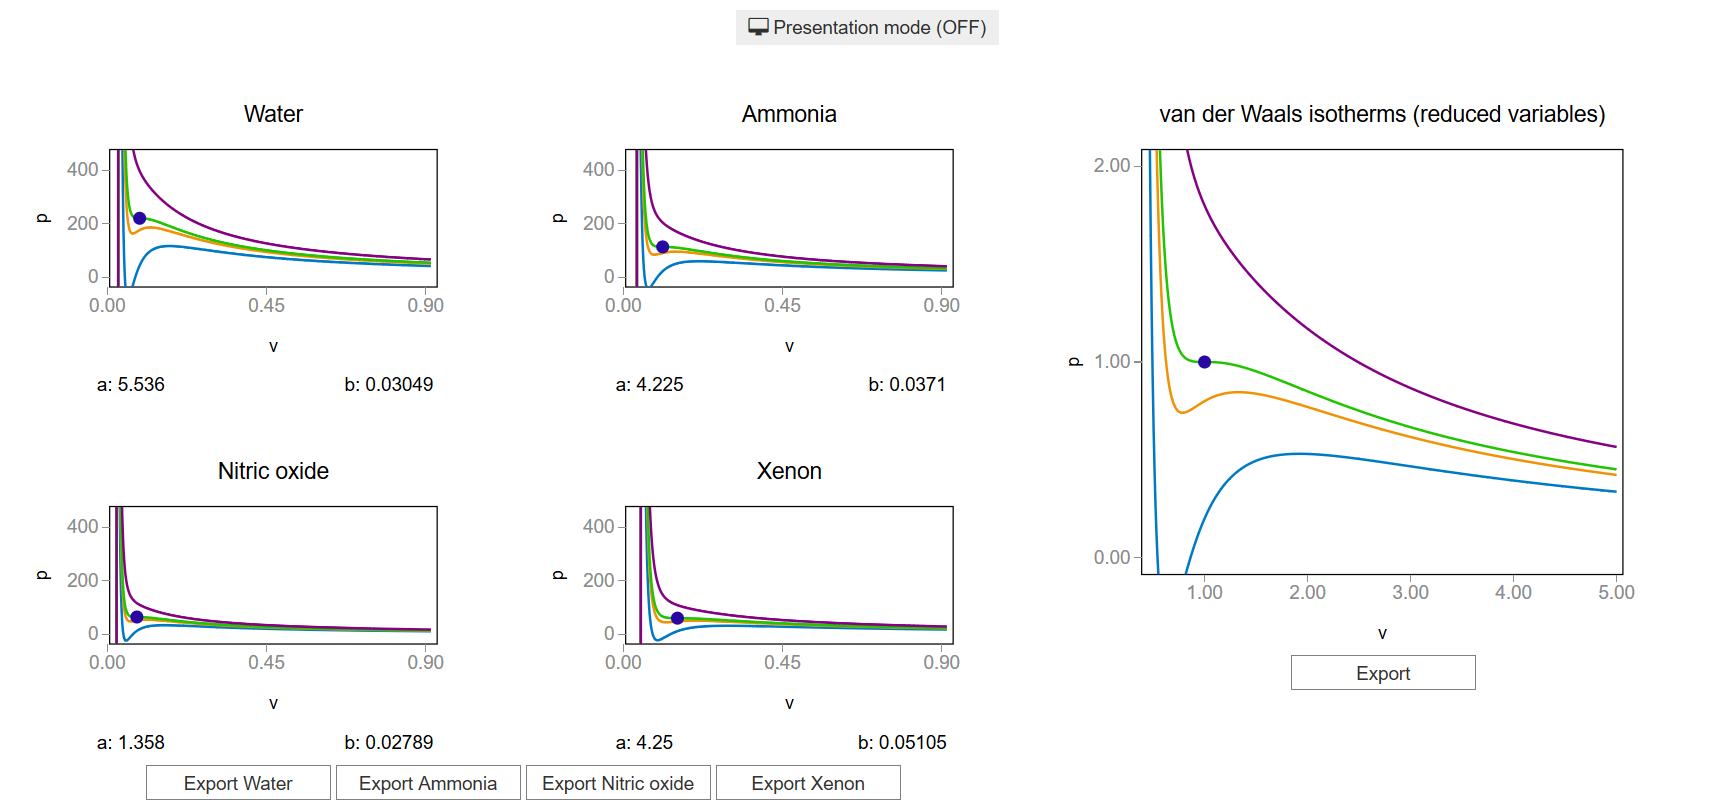 Presentation mode (OFF)
Water
400
200
0
p
0.00 0.45 0.90
v
a: 5.536 b: 0.03049
Ammonia
400
200
0
p
0.00 0.45 0.90
v
a: 4.225 b: 0.0371
Nitric oxide
400
200
0
p
0.00 0.45 0.90
v
a: 1.358 b: 0.02789
Xenon
400
200
0
p
0.00 0.45 0.90
v
a: 4.25 b: 0.05105
Export Water Export Ammonia Export Nitric oxide Export Xenon
van der Waals isotherms (reduced variables)
2.00
1.00
0.00
p
1.00 2.00 3.00 4.00 5.00
v
Export